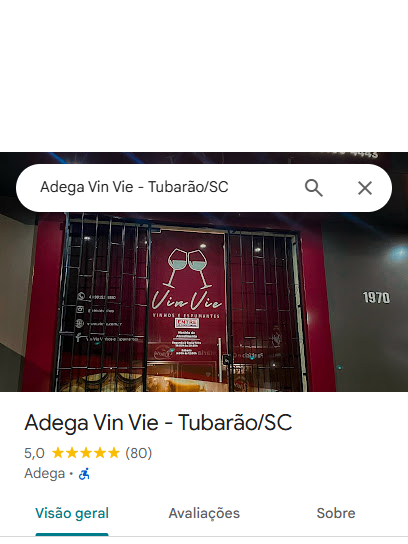 Adega Vin Vie - Tubarão/SC
Vin Vie
VINHOS E ESPUMANTES
ENTRE
1970
Adega Vin Vie - Tubarão/SC
5,0 ★★★★★ (80)
Adega ·
Visão geral
Avaliações
Sobre